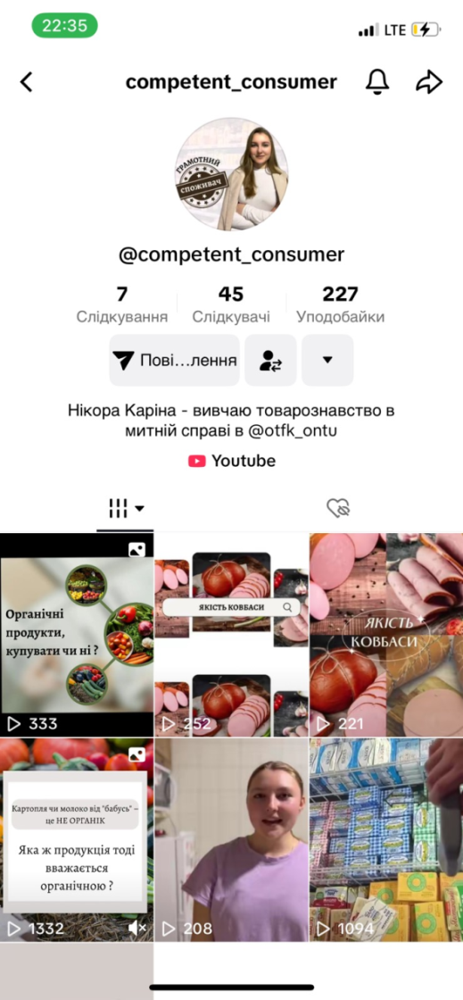 22:35
LTE
competent_consumer
ГРАМОТНИЙ
СПОЖИВАЧ
@competent_consumer
7 45 227
Слідкування Слідкувачі Уподобайки
Пові...лення
Нікора Каріна - вивчаю товарознавство в
митній справі в @otfk_ontu
Youtube
Органічні
продукти,
купувати чи ні ?
333
ЯКІСТЬ КОВБАСИ
252
ЯКІСТЬ
КОВБАСИ
221
Картопля чи молоко від "бабусь" –
це НЕ ОРГАНІК
Яка ж продукція тоді
вважається
органічною ?
1332
208
1094